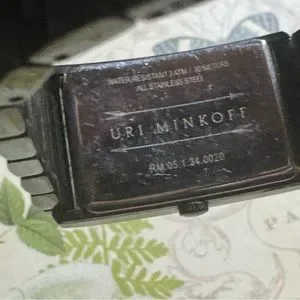 WATER RESISTANT 3 ATM / 30 METERS
ALL STAINLESS STEEL
URI MINKOFF
RM.05.1.34.0020